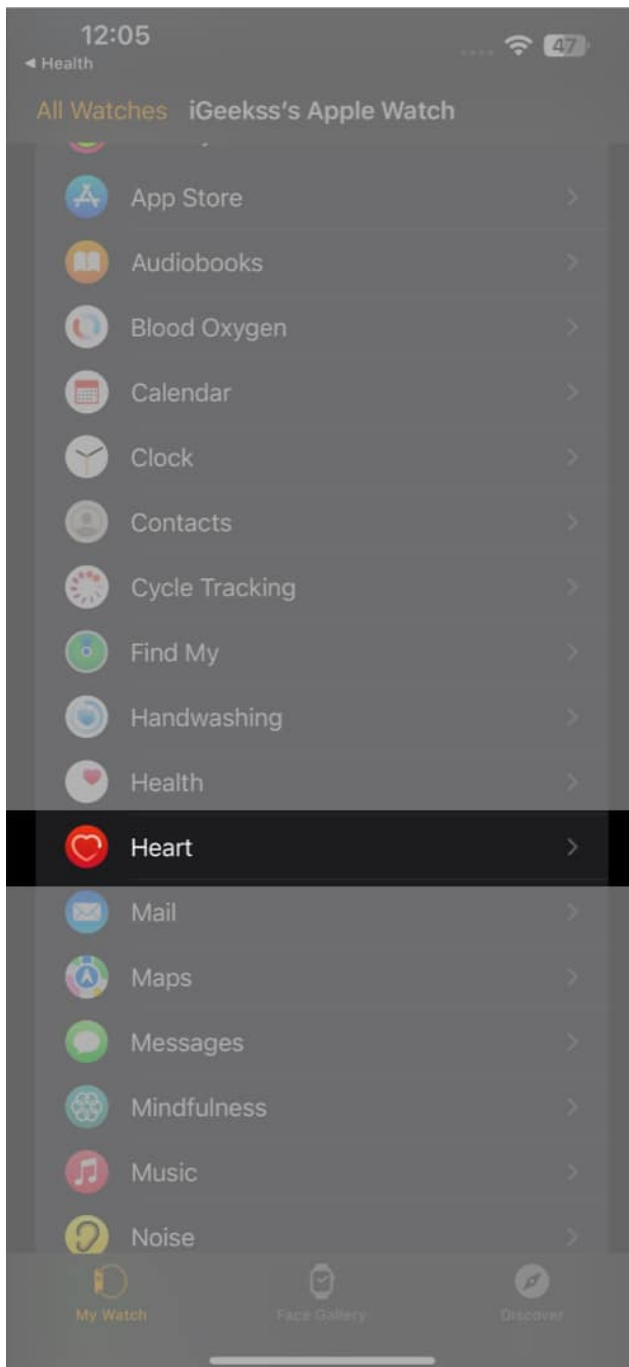 12:05
47
◀ Health
All Watches iGeekss's Apple Watch
App Store
Audiobooks
Blood Oxygen
Calendar
Clock
Contacts
Cycle Tracking
Find My
Handwashing
Health
Heart
Mail
Maps
Messages
Mindfulness
Music
Noise
My Watch Face Gallery Discover